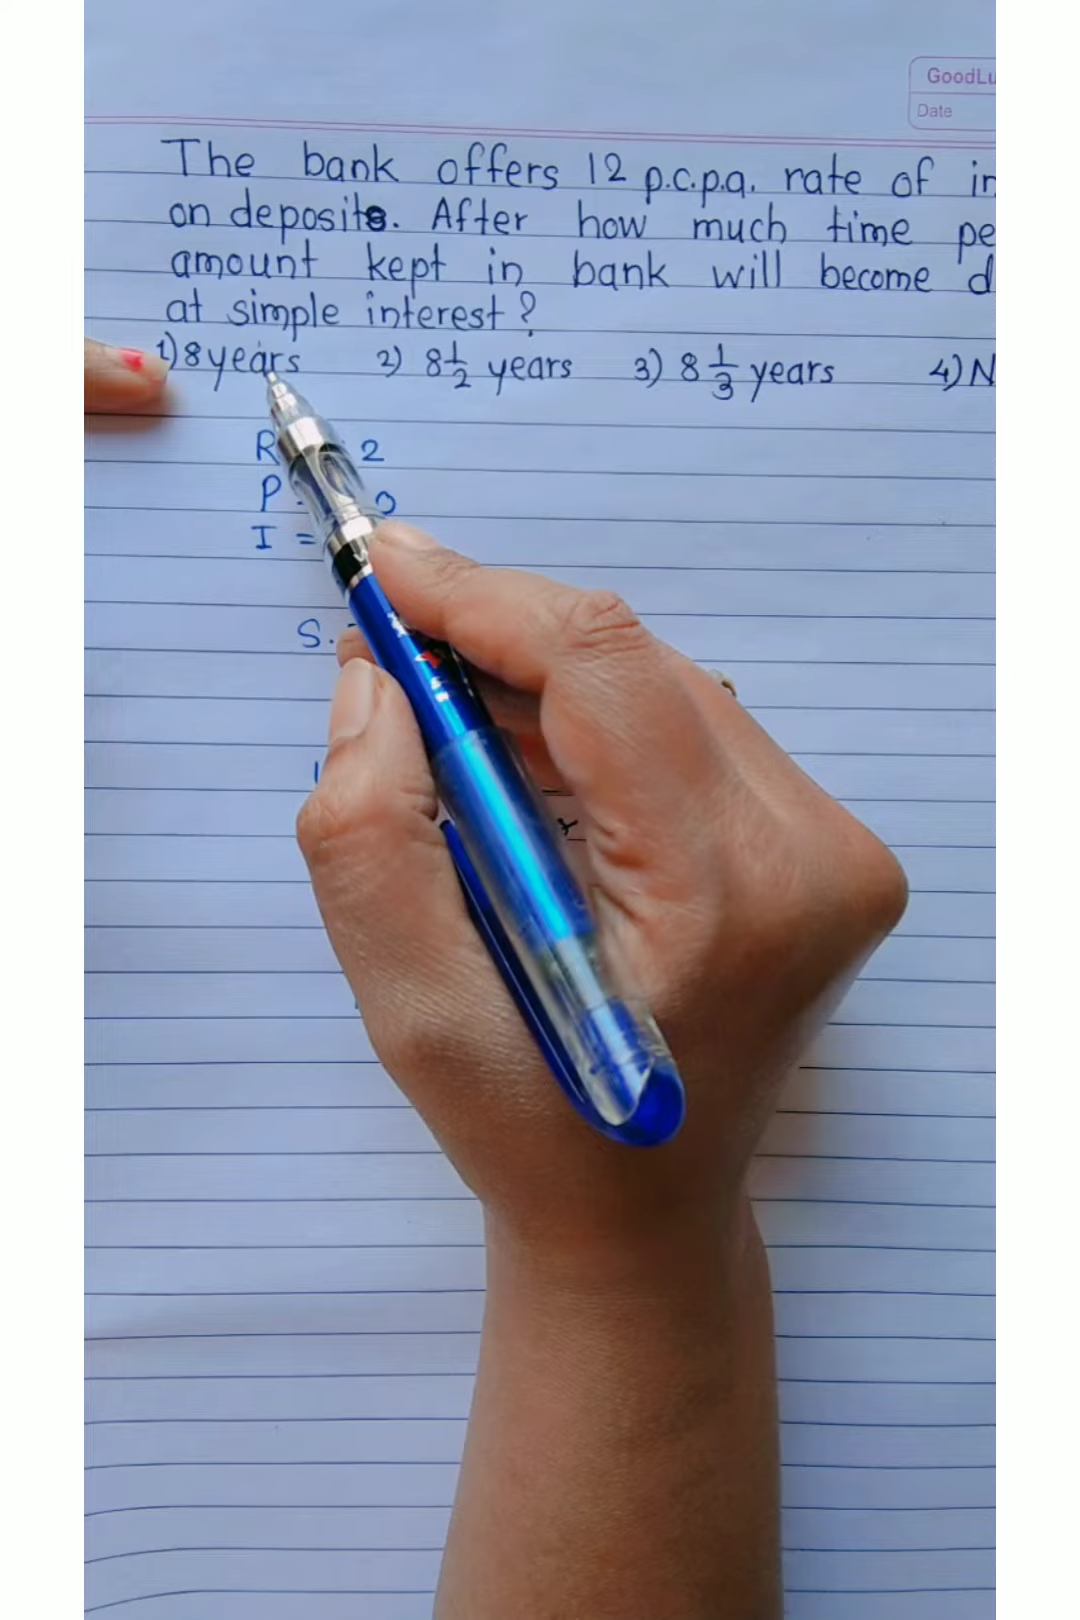 GoodLu
Date
The bank offers 12 p.c.p.a. rate of in
on deposits. After how much time pe
amount kept in bank will become d
at simple interest?
1) 8 years 2) 8 1/2 years 3) 8 1/3 years 4) N
R 2
P
I =
S.